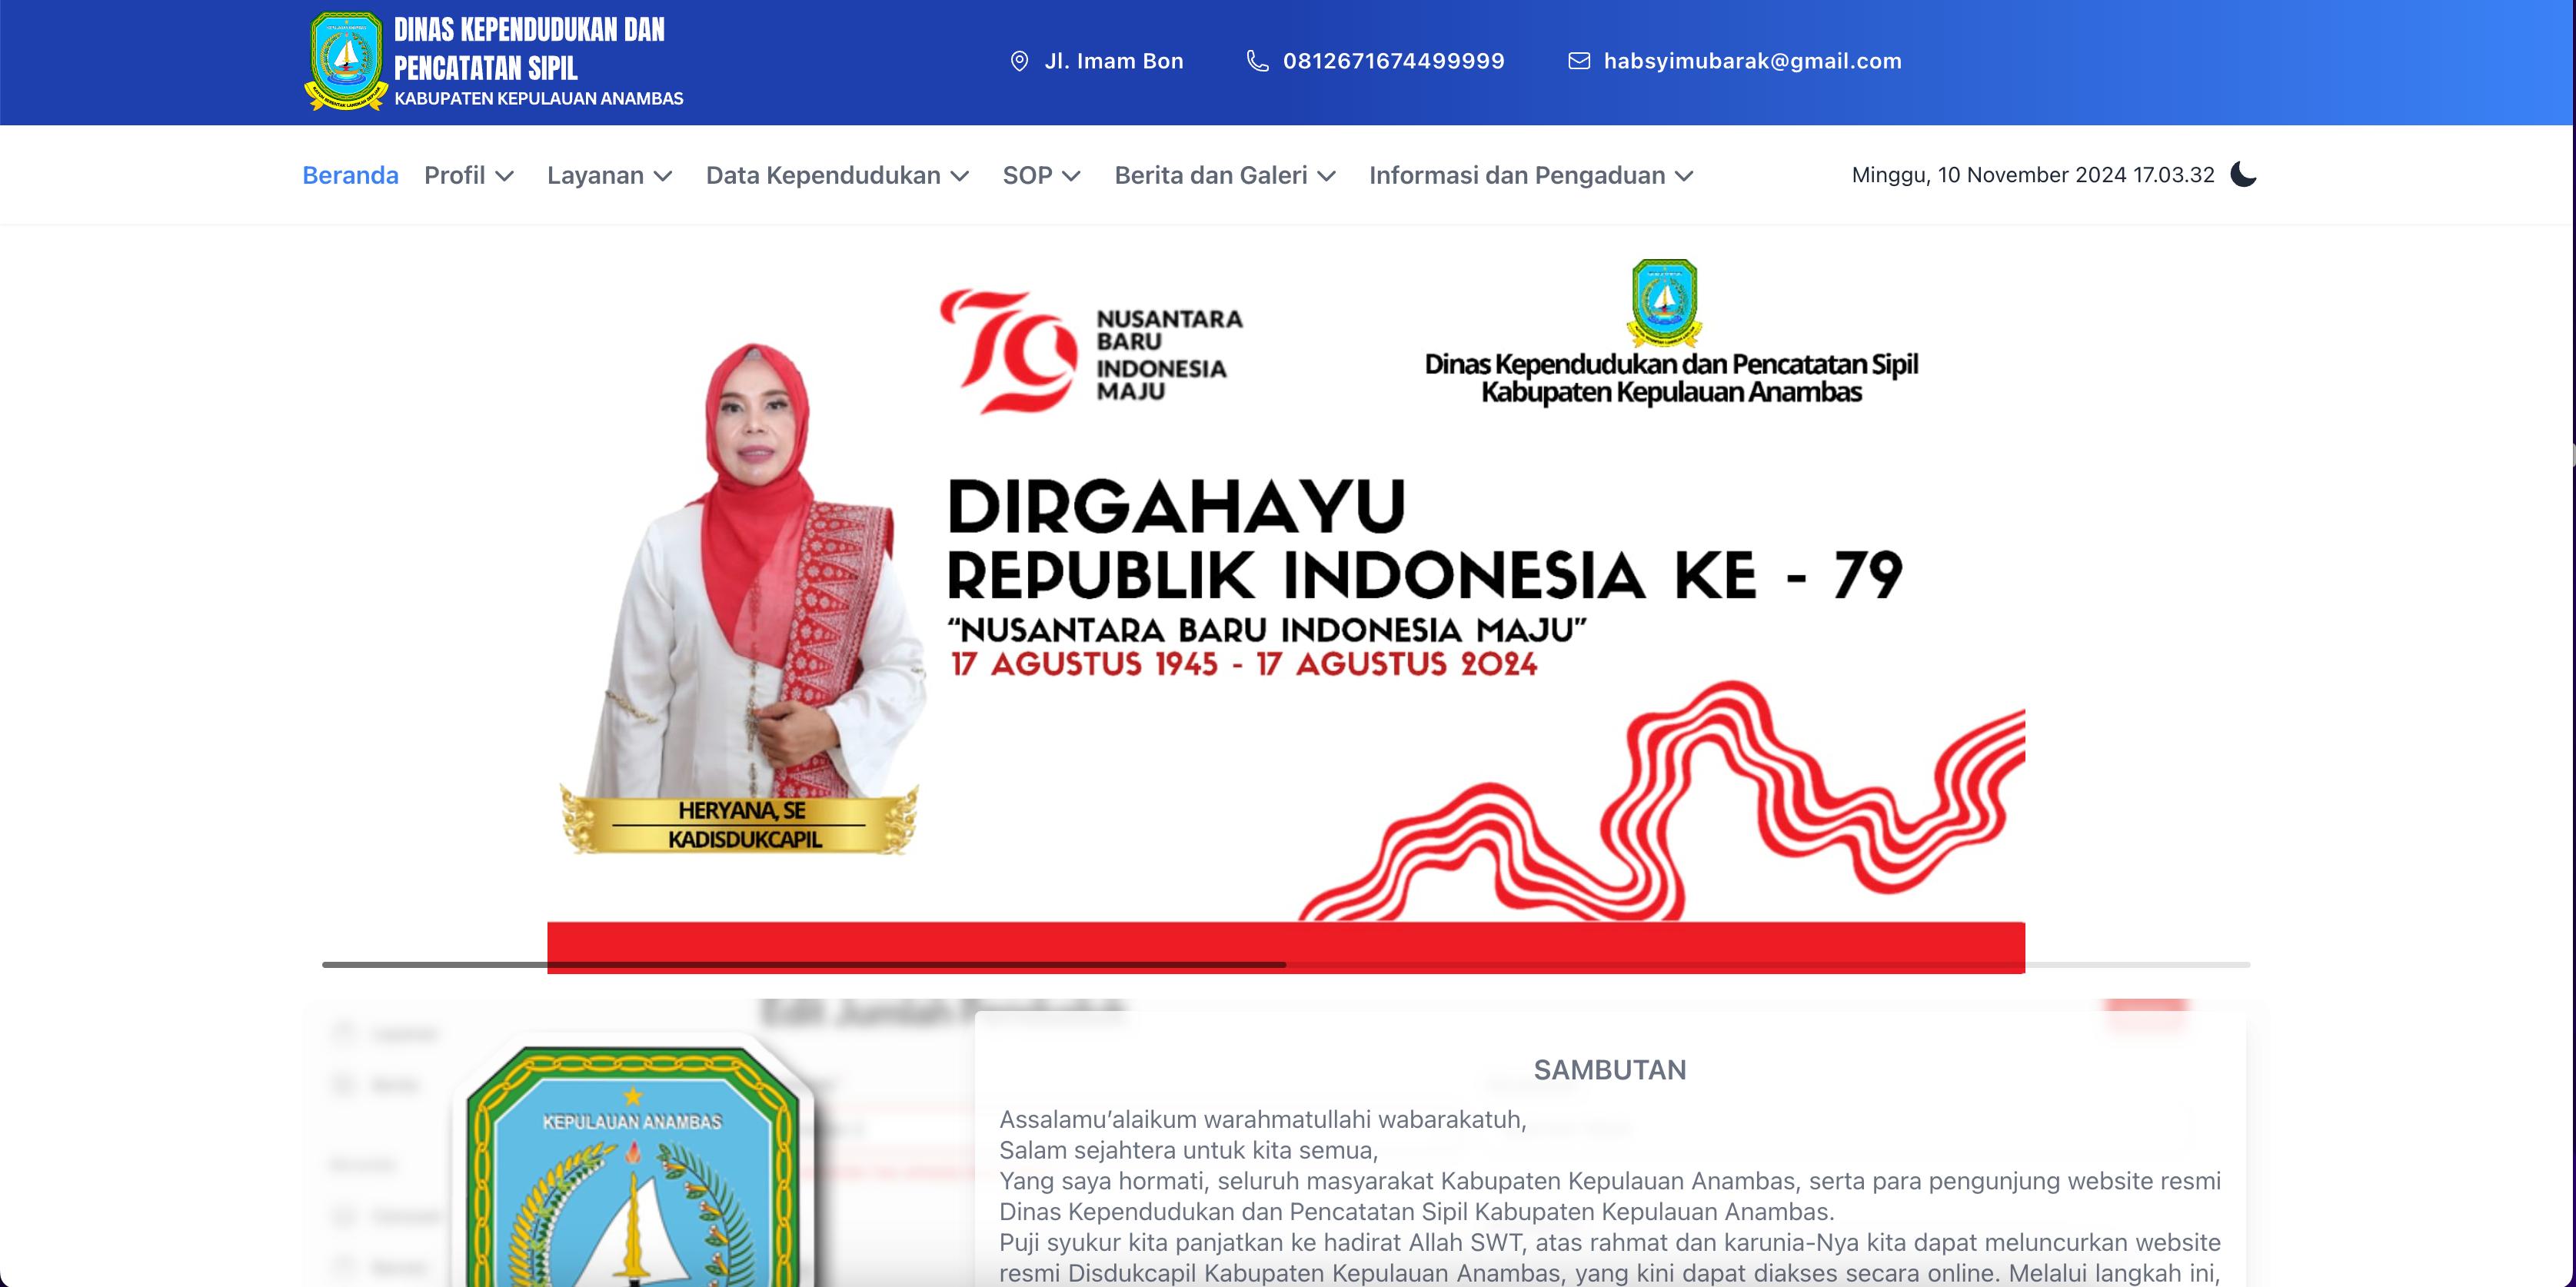 DINAS KEPENDUDUKAN DAN
PENCATATAN SIPIL
KABUPATEN KEPULAUAN ANAMBAS
Jl. Imam Bon
0812671674499999
habsyimubarak@gmail.com
Beranda
Profil
Layanan
Data Kependudukan
SOP
Berita dan Galeri
Informasi dan Pengaduan
Minggu, 10 November 2024 17.03.32
79
NUSANTARA
BARU
INDONESIA
MAJU
Dinas Kependudukan dan Pencatatan Sipil
Kabupaten Kepulauan Anambas
DIRGAHAYU
REPUBLIK INDONESIA KE - 79
“NUSANTARA BARU INDONESIA MAJU”
17 AGUSTUS 1945 - 17 AGUSTUS 2024
HERYANA, SE
KADISDUKCAPIL
KEPULAUAN ANAMBAS
SAMBUTAN
Assalamu’alaikum warahmatullahi wabarakatuh,
Salam sejahtera untuk kita semua,
Yang saya hormati, seluruh masyarakat Kabupaten Kepulauan Anambas, serta para pengunjung website resmi
Dinas Kependudukan dan Pencatatan Sipil Kabupaten Kepulauan Anambas.
Puji syukur kita panjatkan ke hadirat Allah SWT, atas rahmat dan karunia-Nya kita dapat meluncurkan website
resmi Disdukcapil Kabupaten Kepulauan Anambas, yang kini dapat diakses secara online. Melalui langkah ini,